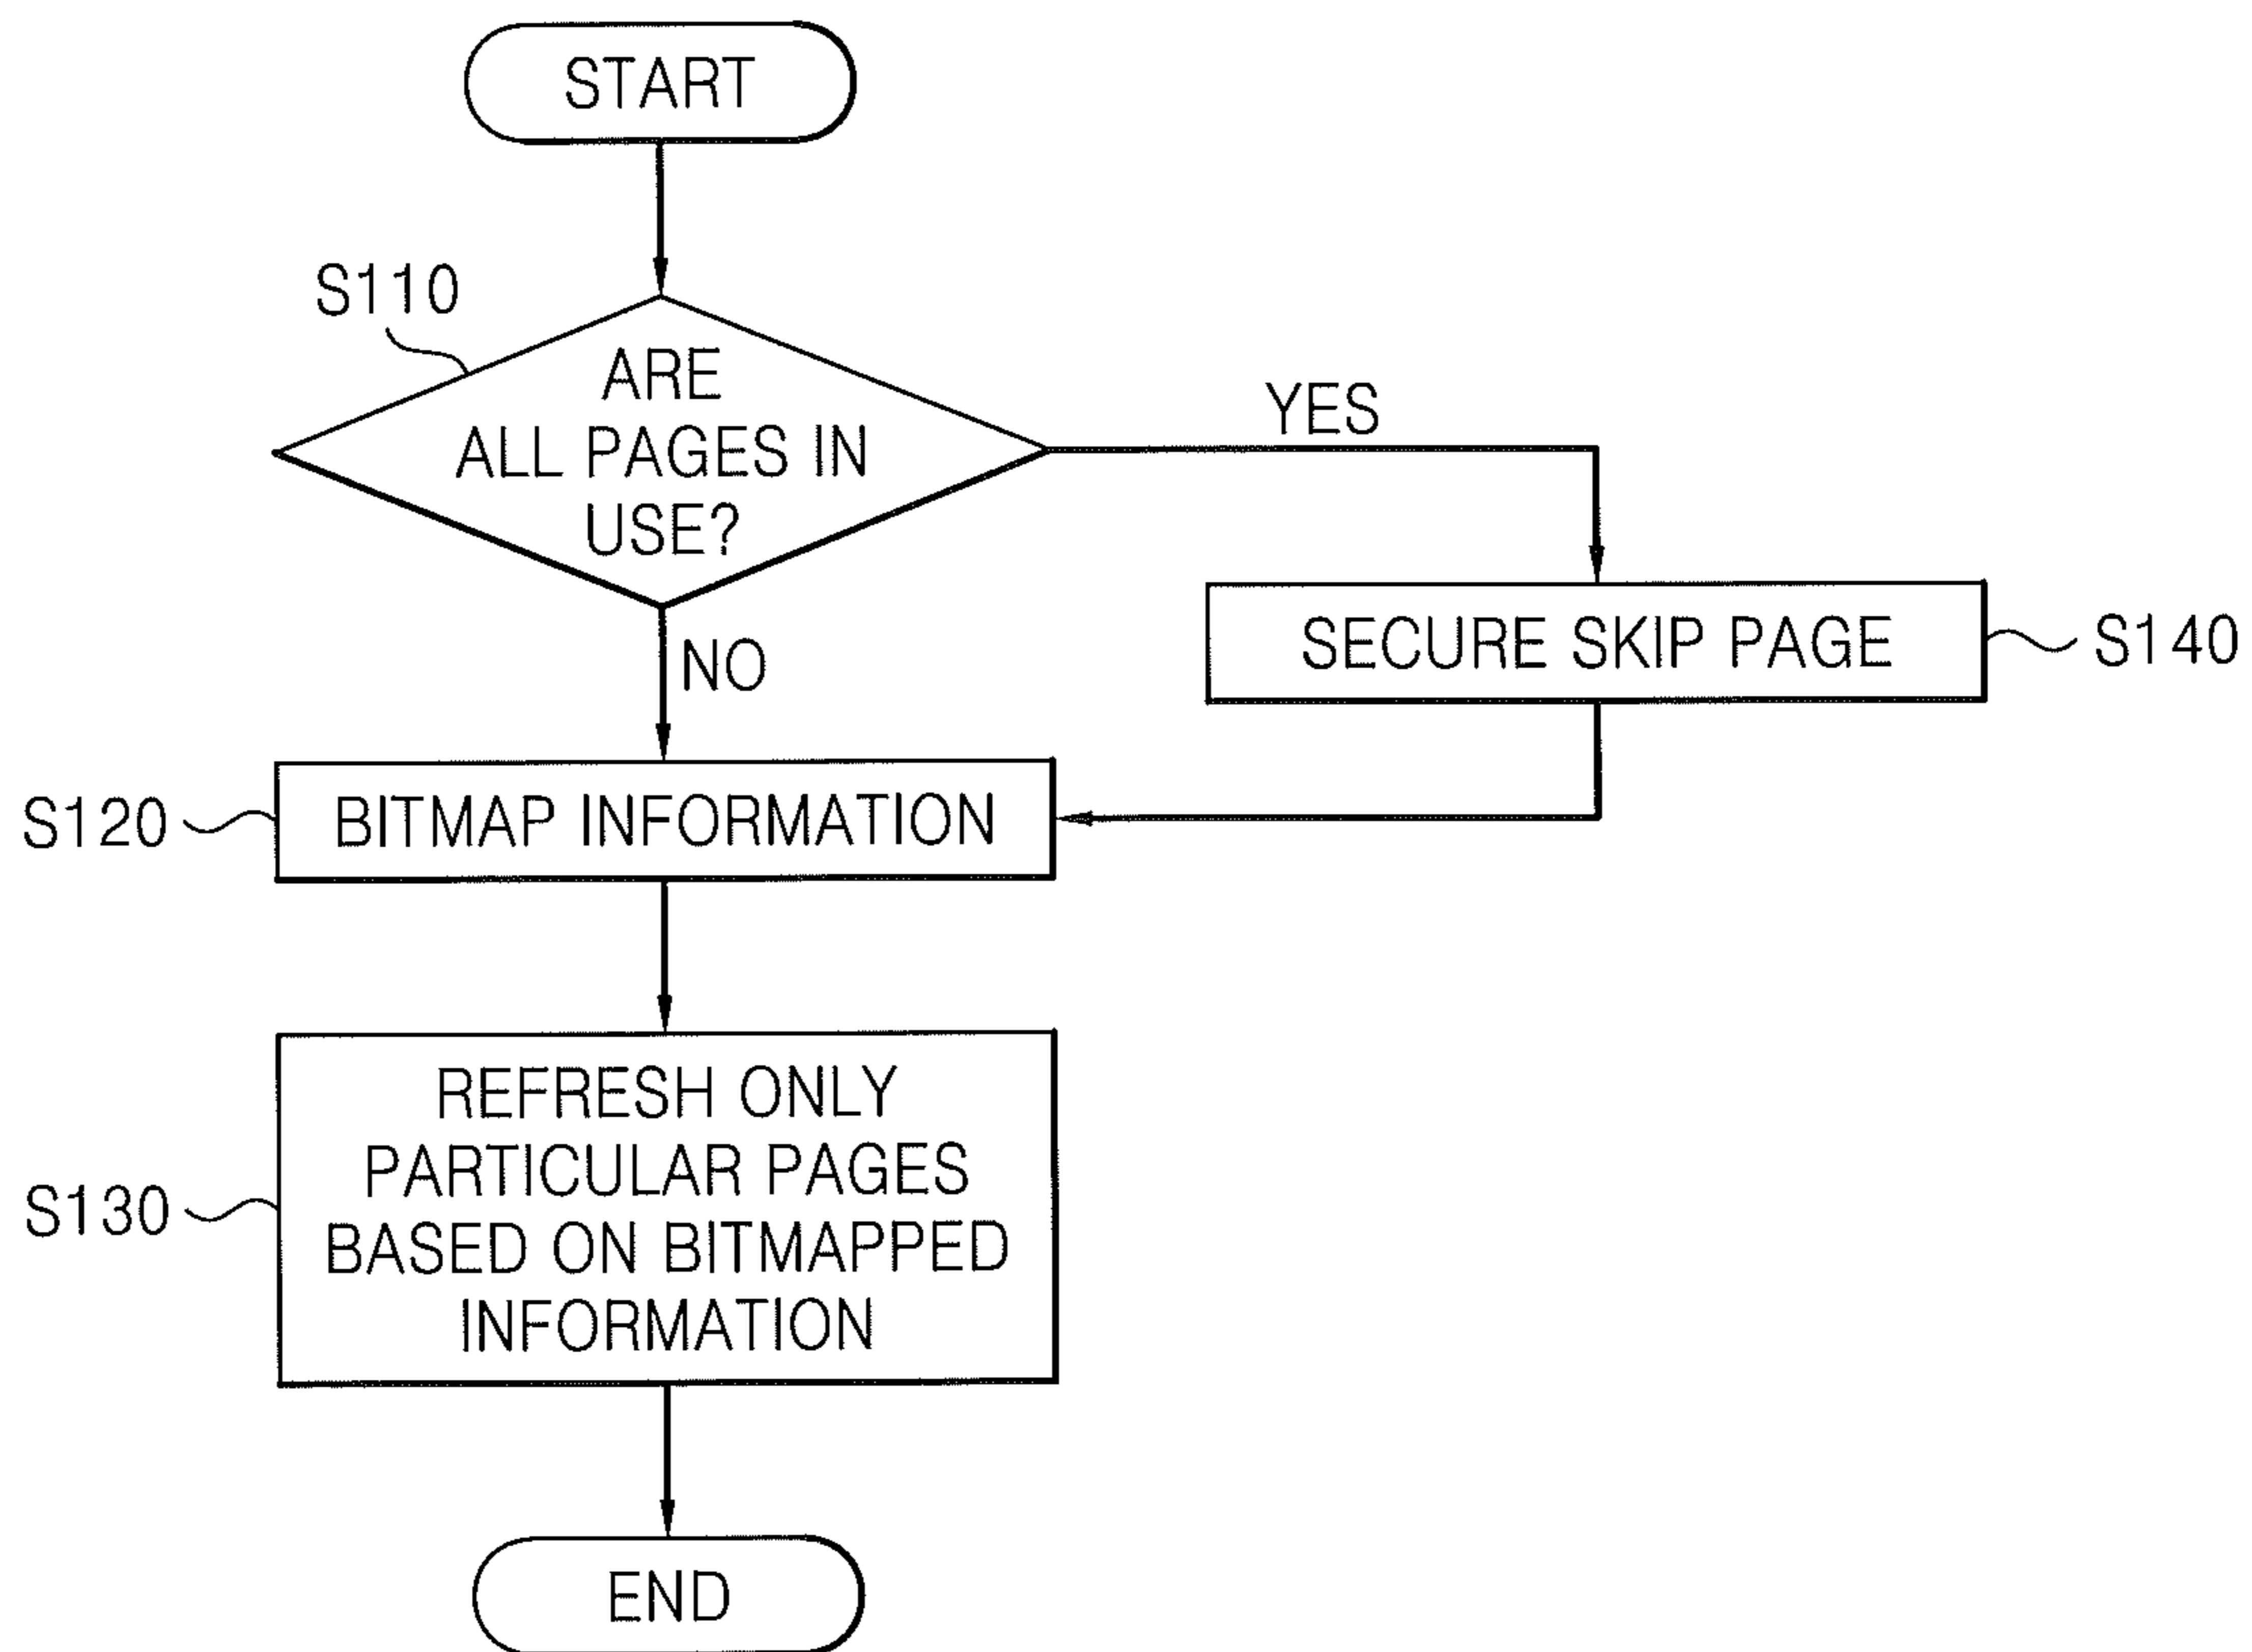 START
S110
ARE
ALL PAGES IN
USE?
YES
NO
SECURE SKIP PAGE
S140
S120
BITMAP INFORMATION
S130
REFRESH ONLY
PARTICULAR PAGES
BASED ON BITMAPPED
INFORMATION
END